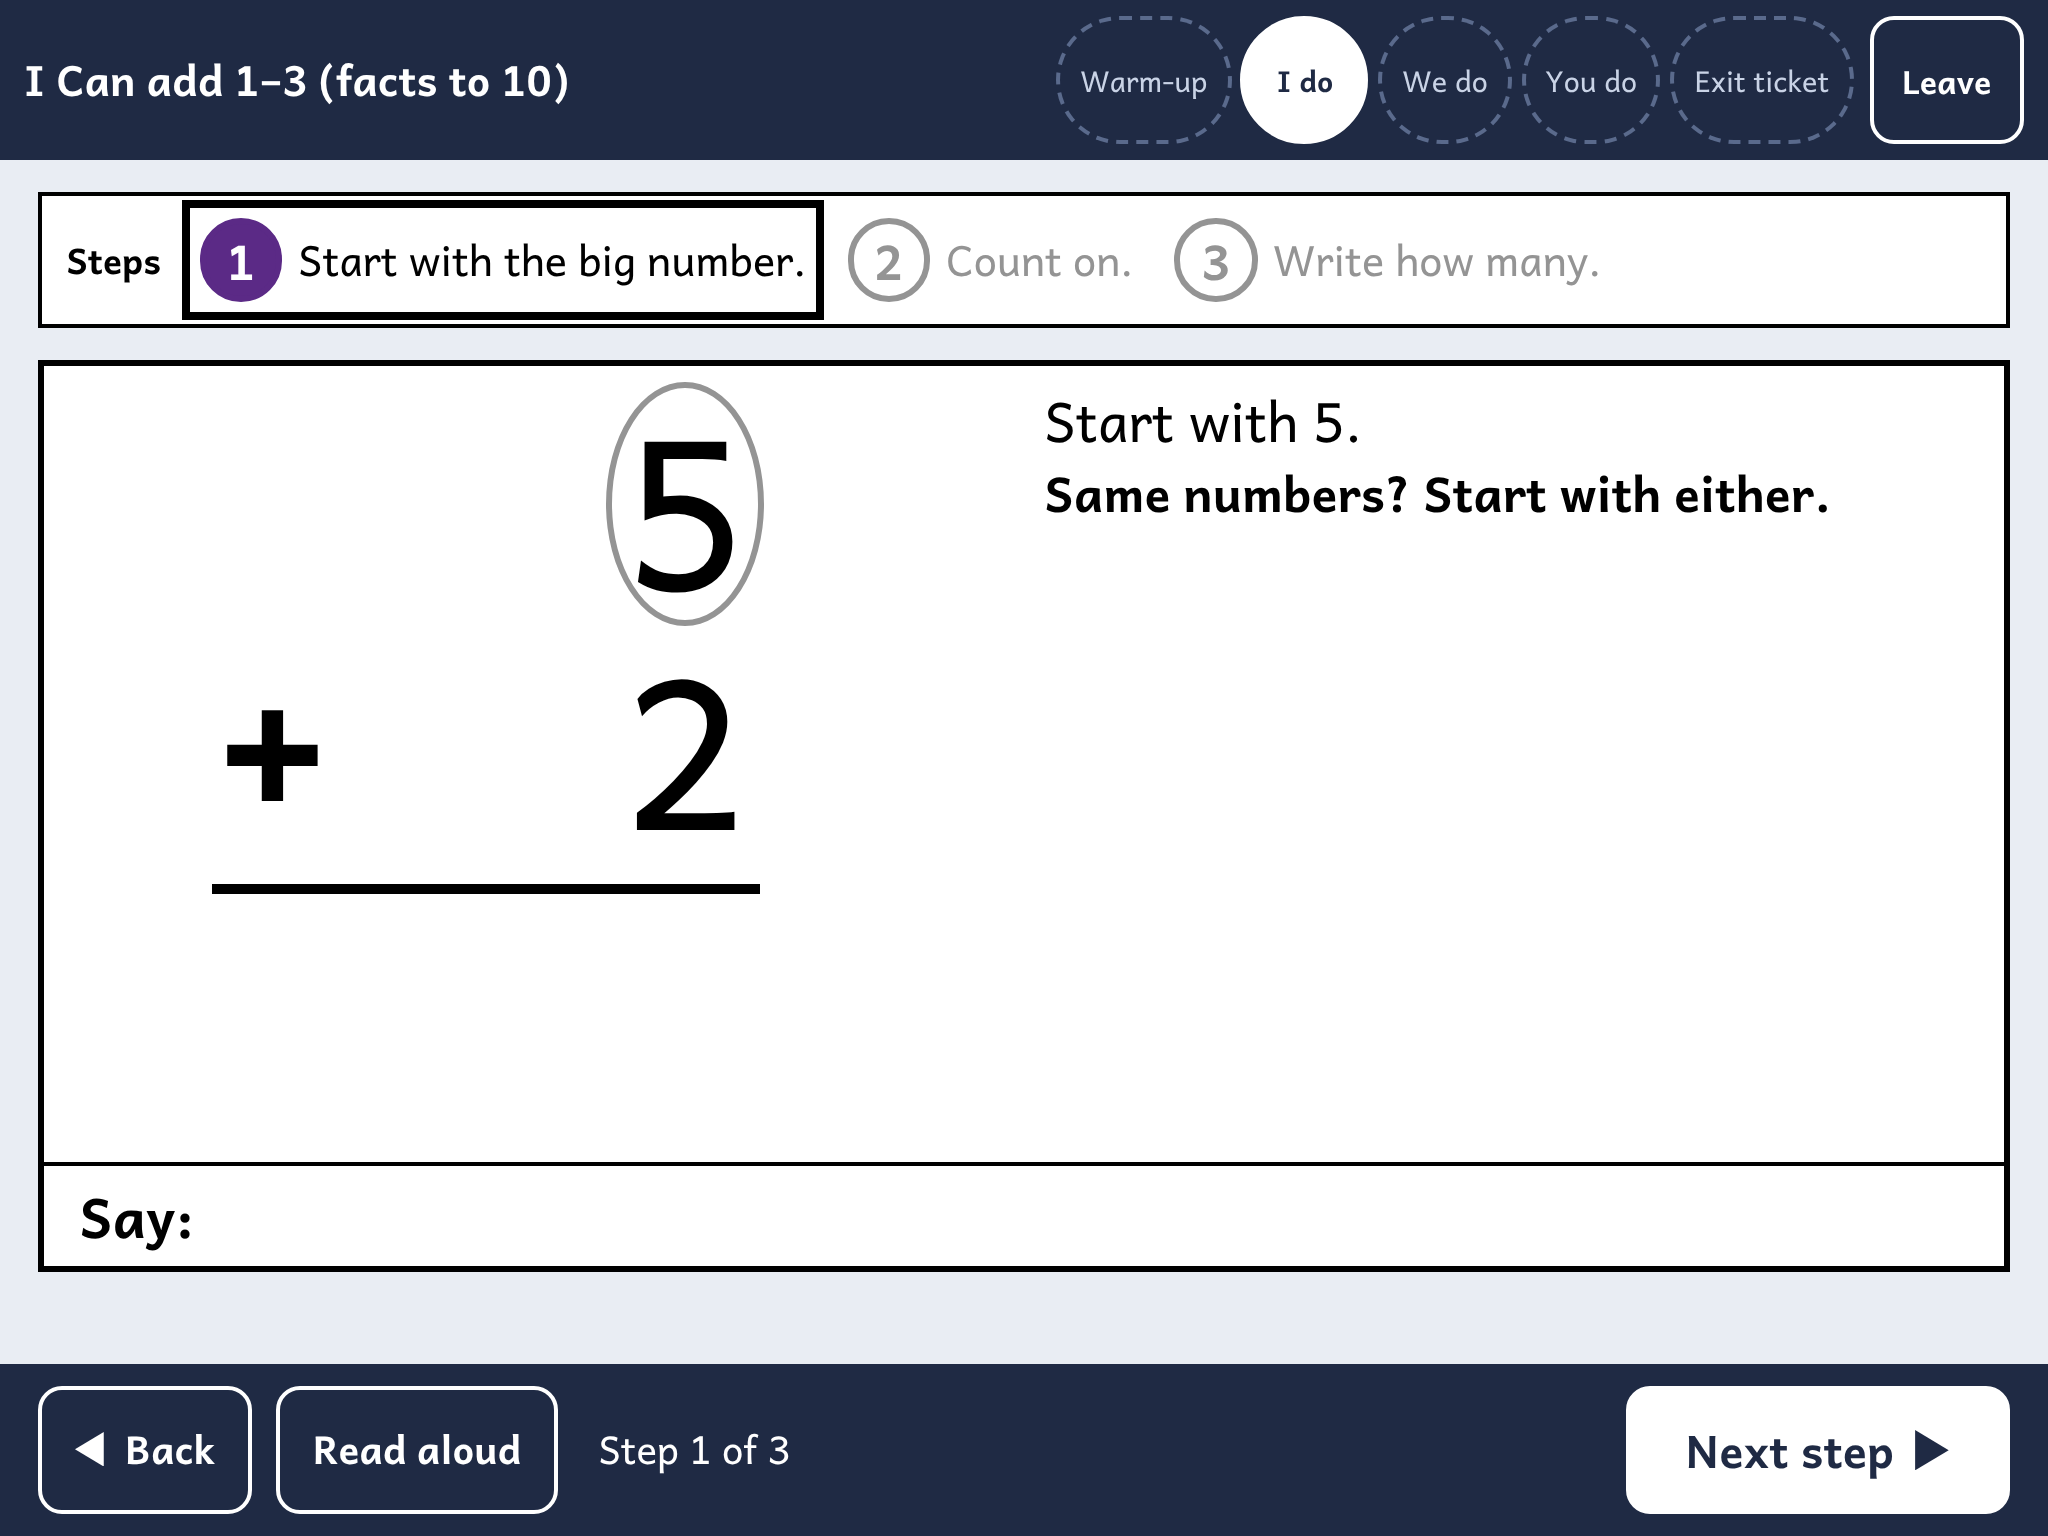 I Can add 1–3 (facts to 10)
Warm-up
I do
We do
You do
Exit ticket
Leave
Steps
1 Start with the big number.
2 Count on.
3 Write how many.
5
+ 2
Start with 5.
Same numbers? Start with either.
Say:
◀ Back
Read aloud
Step 1 of 3
Next step ▶